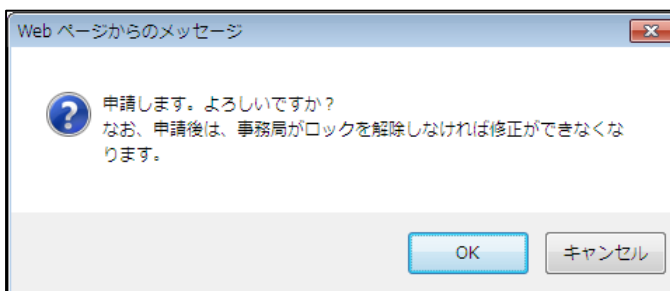 Web ページからのメッセージ
申請します。よろしいですか？
なお、申請後は、事務局がロックを解除しなければ修正ができなくな
ります。
OK
キャンセル